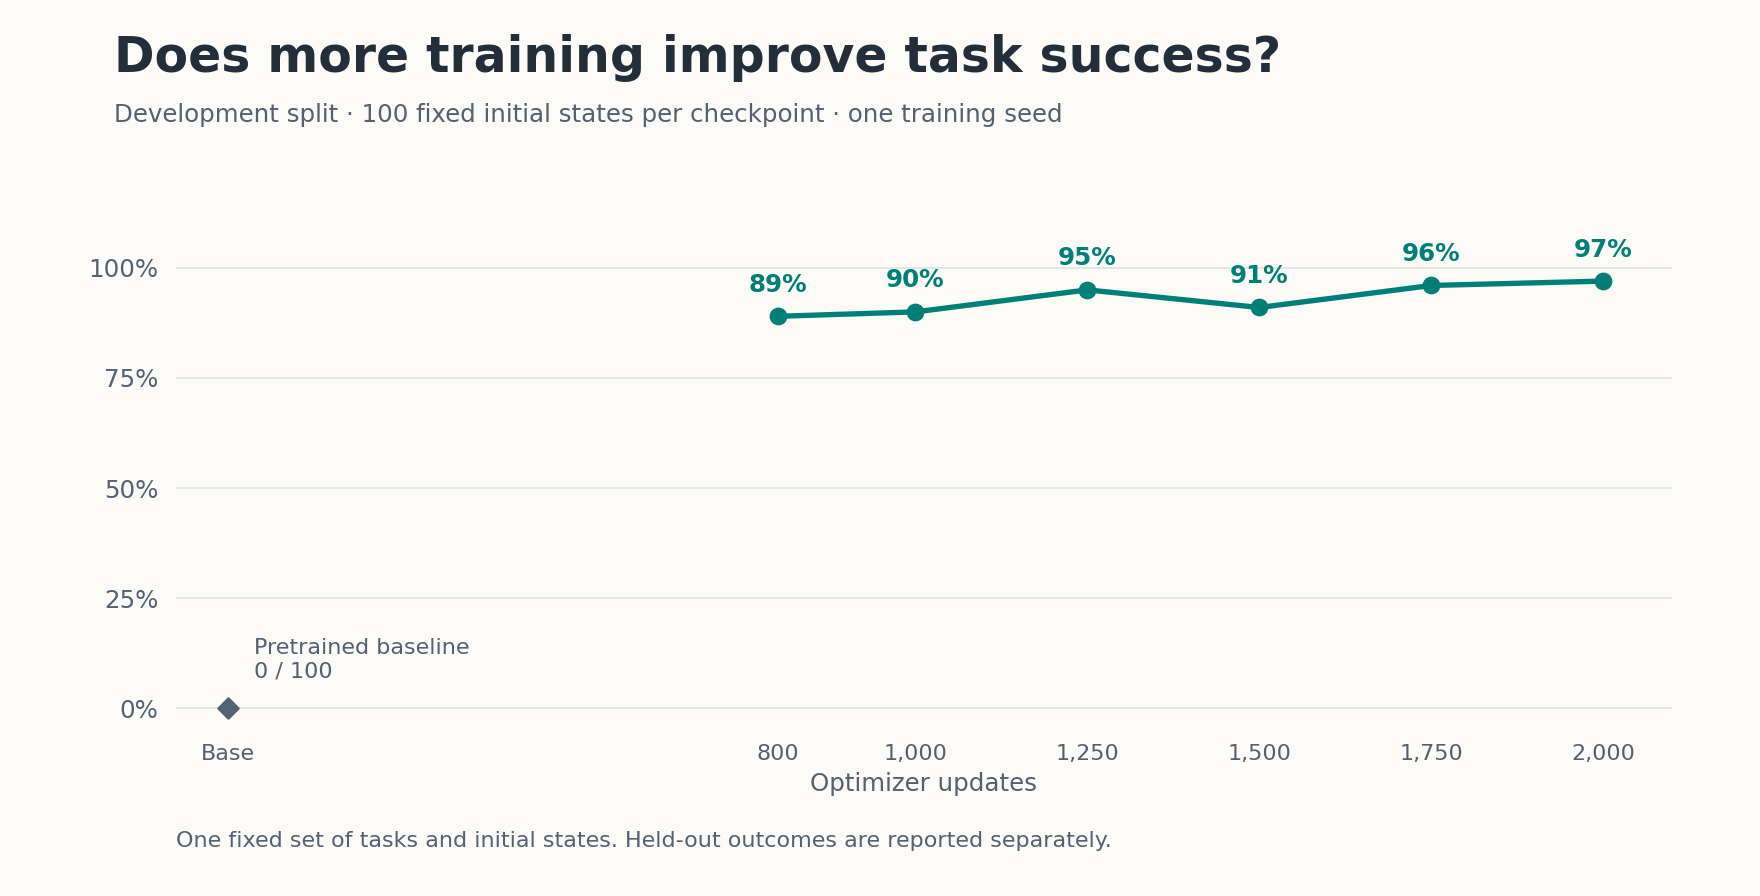 Does more training improve task success?
Development split · 100 fixed initial states per checkpoint · one training seed
100%
75%
50%
25%
0%
89%
90%
95%
91%
96%
97%
Pretrained baseline
0 / 100
Base
800
1,000
1,250
1,500
1,750
2,000
Optimizer updates
One fixed set of tasks and initial states. Held-out outcomes are reported separately.